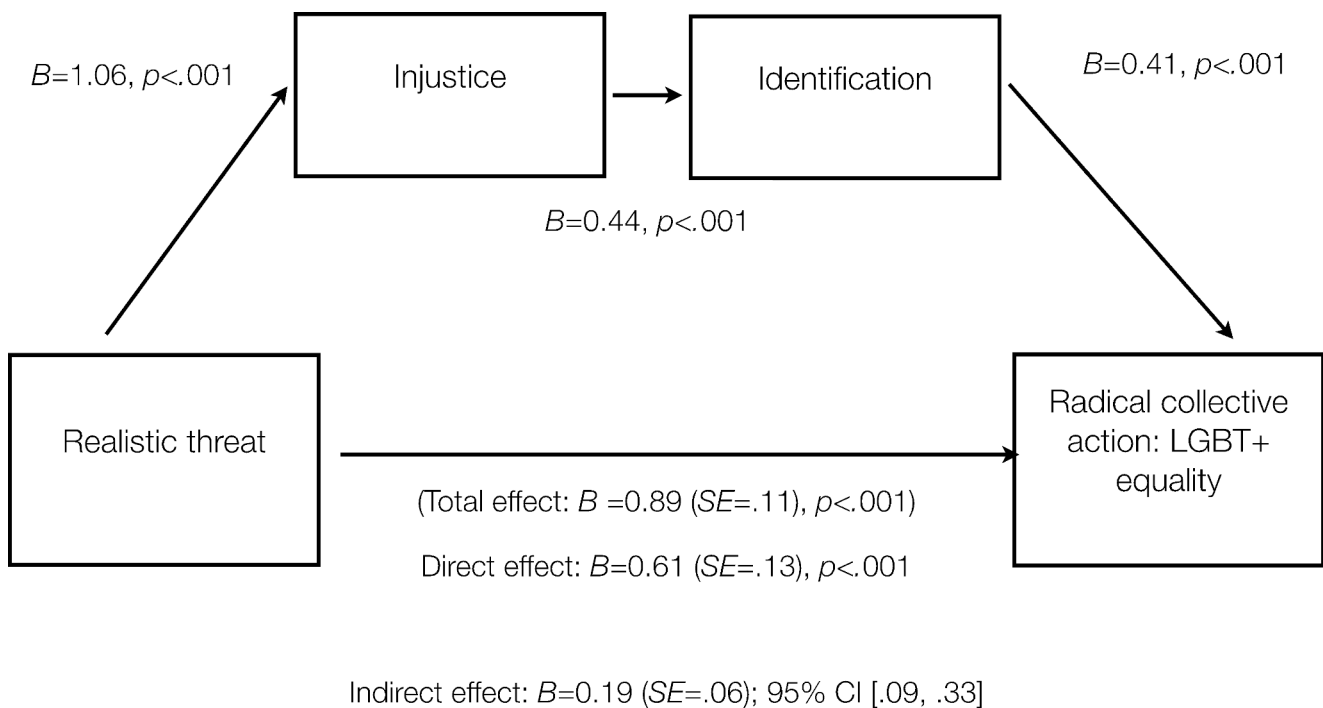 B=1.06, p<.001
Injustice
Identification
B=0.41, p<.001
B=0.44, p<.001
Realistic threat
Radical collective
action: LGBT+
equality
(Total effect: B =0.89 (SE=.11), p<.001)
Direct effect: B=0.61 (SE=.13), p<.001
Indirect effect: B=0.19 (SE=.06); 95% CI [.09, .33]